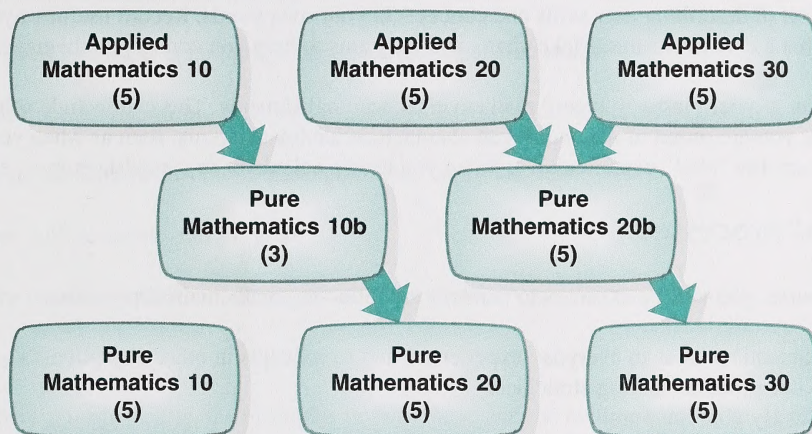 Applied
Mathematics 10
(5)
Applied
Mathematics 20
(5)
Applied
Mathematics 30
(5)
Pure
Mathematics 10b
(3)
Pure
Mathematics 20b
(5)
Pure
Mathematics 10
(5)
Pure
Mathematics 20
(5)
Pure
Mathematics 30
(5)